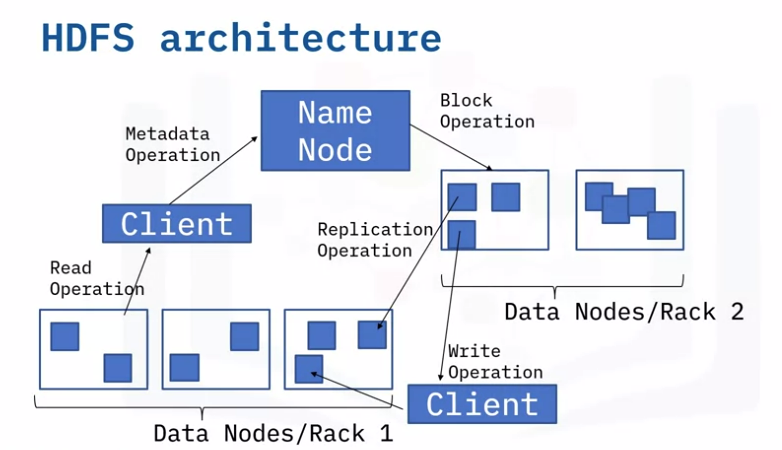 HDFS architecture
Name
Node
Block
Operation
Metadata
Operation
Client
Replication
Operation
Read
Operation
Data Nodes/Rack 2
Write
Operation
Client
Data Nodes/Rack 1